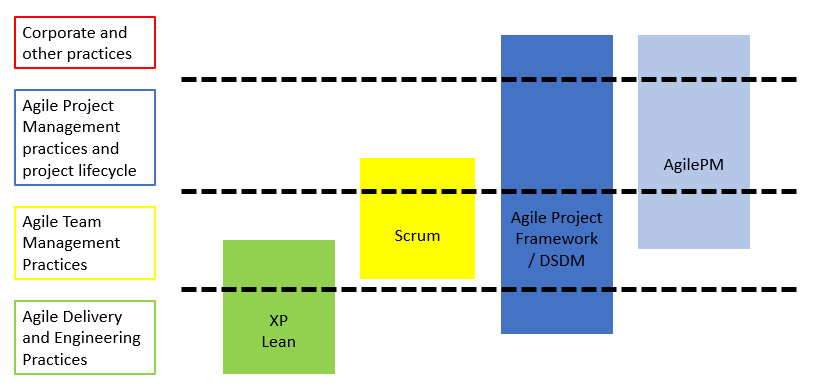 Corporate and
other practices
Agile Project
Management
practices and
project lifecycle
Agile Team
Management
Practices
Agile Delivery
and Engineering
Practices
XP
Lean
Scrum
Agile Project
Framework
/ DSDM
AgilePM